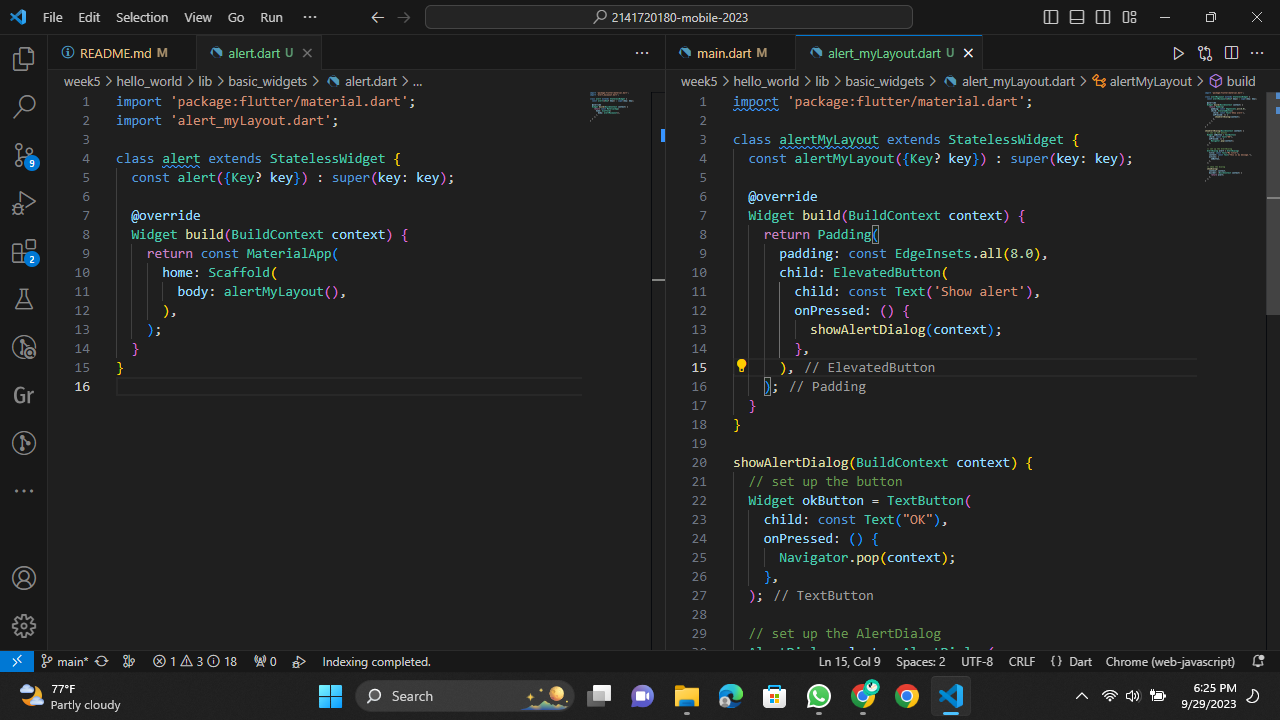 File Edit Selection View Go Run ··· 2141720180-mobile-2023
README.md M alert.dart U
week5 > hello_world > lib > basic_widgets > alert.dart > ...
1 import 'package:flutter/material.dart';
2 import 'alert_myLayout.dart';
3
4 class alert extends StatelessWidget {
5 const alert({Key? key}) : super(key: key);
6
7 @override
8 Widget build(BuildContext context) {
9 return const MaterialApp(
10 home: Scaffold(
11 body: alertMyLayout(),
12 ),
13 );
14 }
15 }
16
main.dart M alert_myLayout.dart U
week5 > hello_world > lib > basic_widgets > alert_myLayout.dart > alertMyLayout > build
1 import 'package:flutter/material.dart';
2
3 class alertMyLayout extends StatelessWidget {
4 const alertMyLayout({Key? key}) : super(key: key);
5
6 @override
7 Widget build(BuildContext context) {
8 return Padding(
9 padding: const EdgeInsets.all(8.0),
10 child: ElevatedButton(
11 child: const Text('Show alert'),
12 onPressed: () {
13 showAlertDialog(context);
14 },
15 ), // ElevatedButton
16 ); // Padding
17 }
18 }
19
20 showAlertDialog(BuildContext context) {
21 // set up the button
22 Widget okButton = TextButton(
23 child: const Text("OK"),
24 onPressed: () {
25 Navigator.pop(context);
26 },
27 ); // TextButton
28
29 // set up the AlertDialog
9
2
Gr
main* 1 3 18 0 Indexing completed. Ln 15, Col 9 Spaces: 2 UTF-8 CRLF {} Dart Chrome (web-javascript)
77°F
Partly cloudy
Search
6:25 PM
9/29/2023